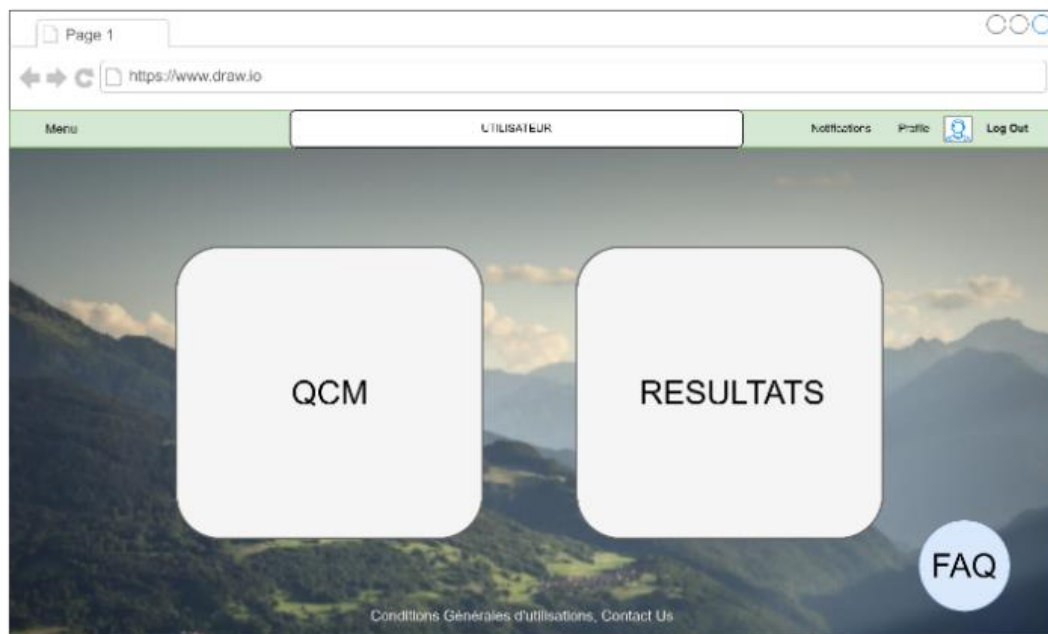 Page 1
https://www.draw.io
Menu UTILISATEUR Notifications Profile Log Out
QCM RESULTATS
FAQ
Conditions Générales d'utilisations, Contact Us